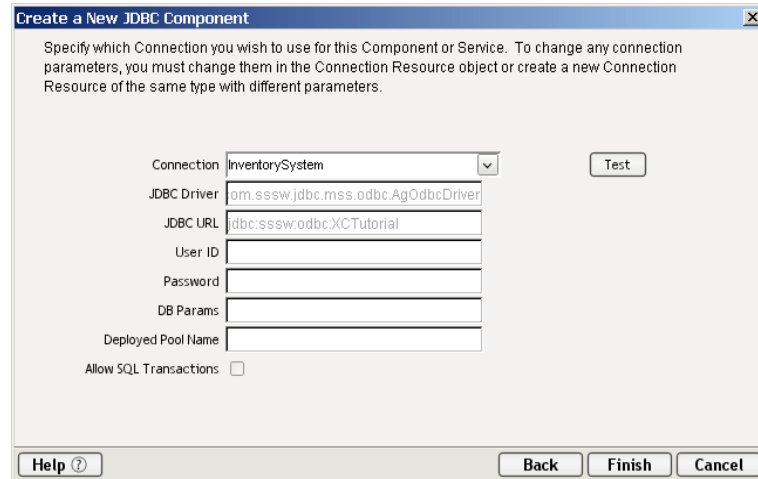 Create a New JDBC Component
Specify which Connection you wish to use for this Component or Service. To change any connection
parameters, you must change them in the Connection Resource object or create a new Connection
Resource of the same type with different parameters.
Connection InventorySystem Test
JDBC Driver om.sssw.jdbc.mss.odbc.AgOdbcDriver
JDBC URL jdbc:sssw:odbc:XCTutorial
User ID
Password
DB Params
Deployed Pool Name
Allow SQL Transactions
Help ? Back Finish Cancel